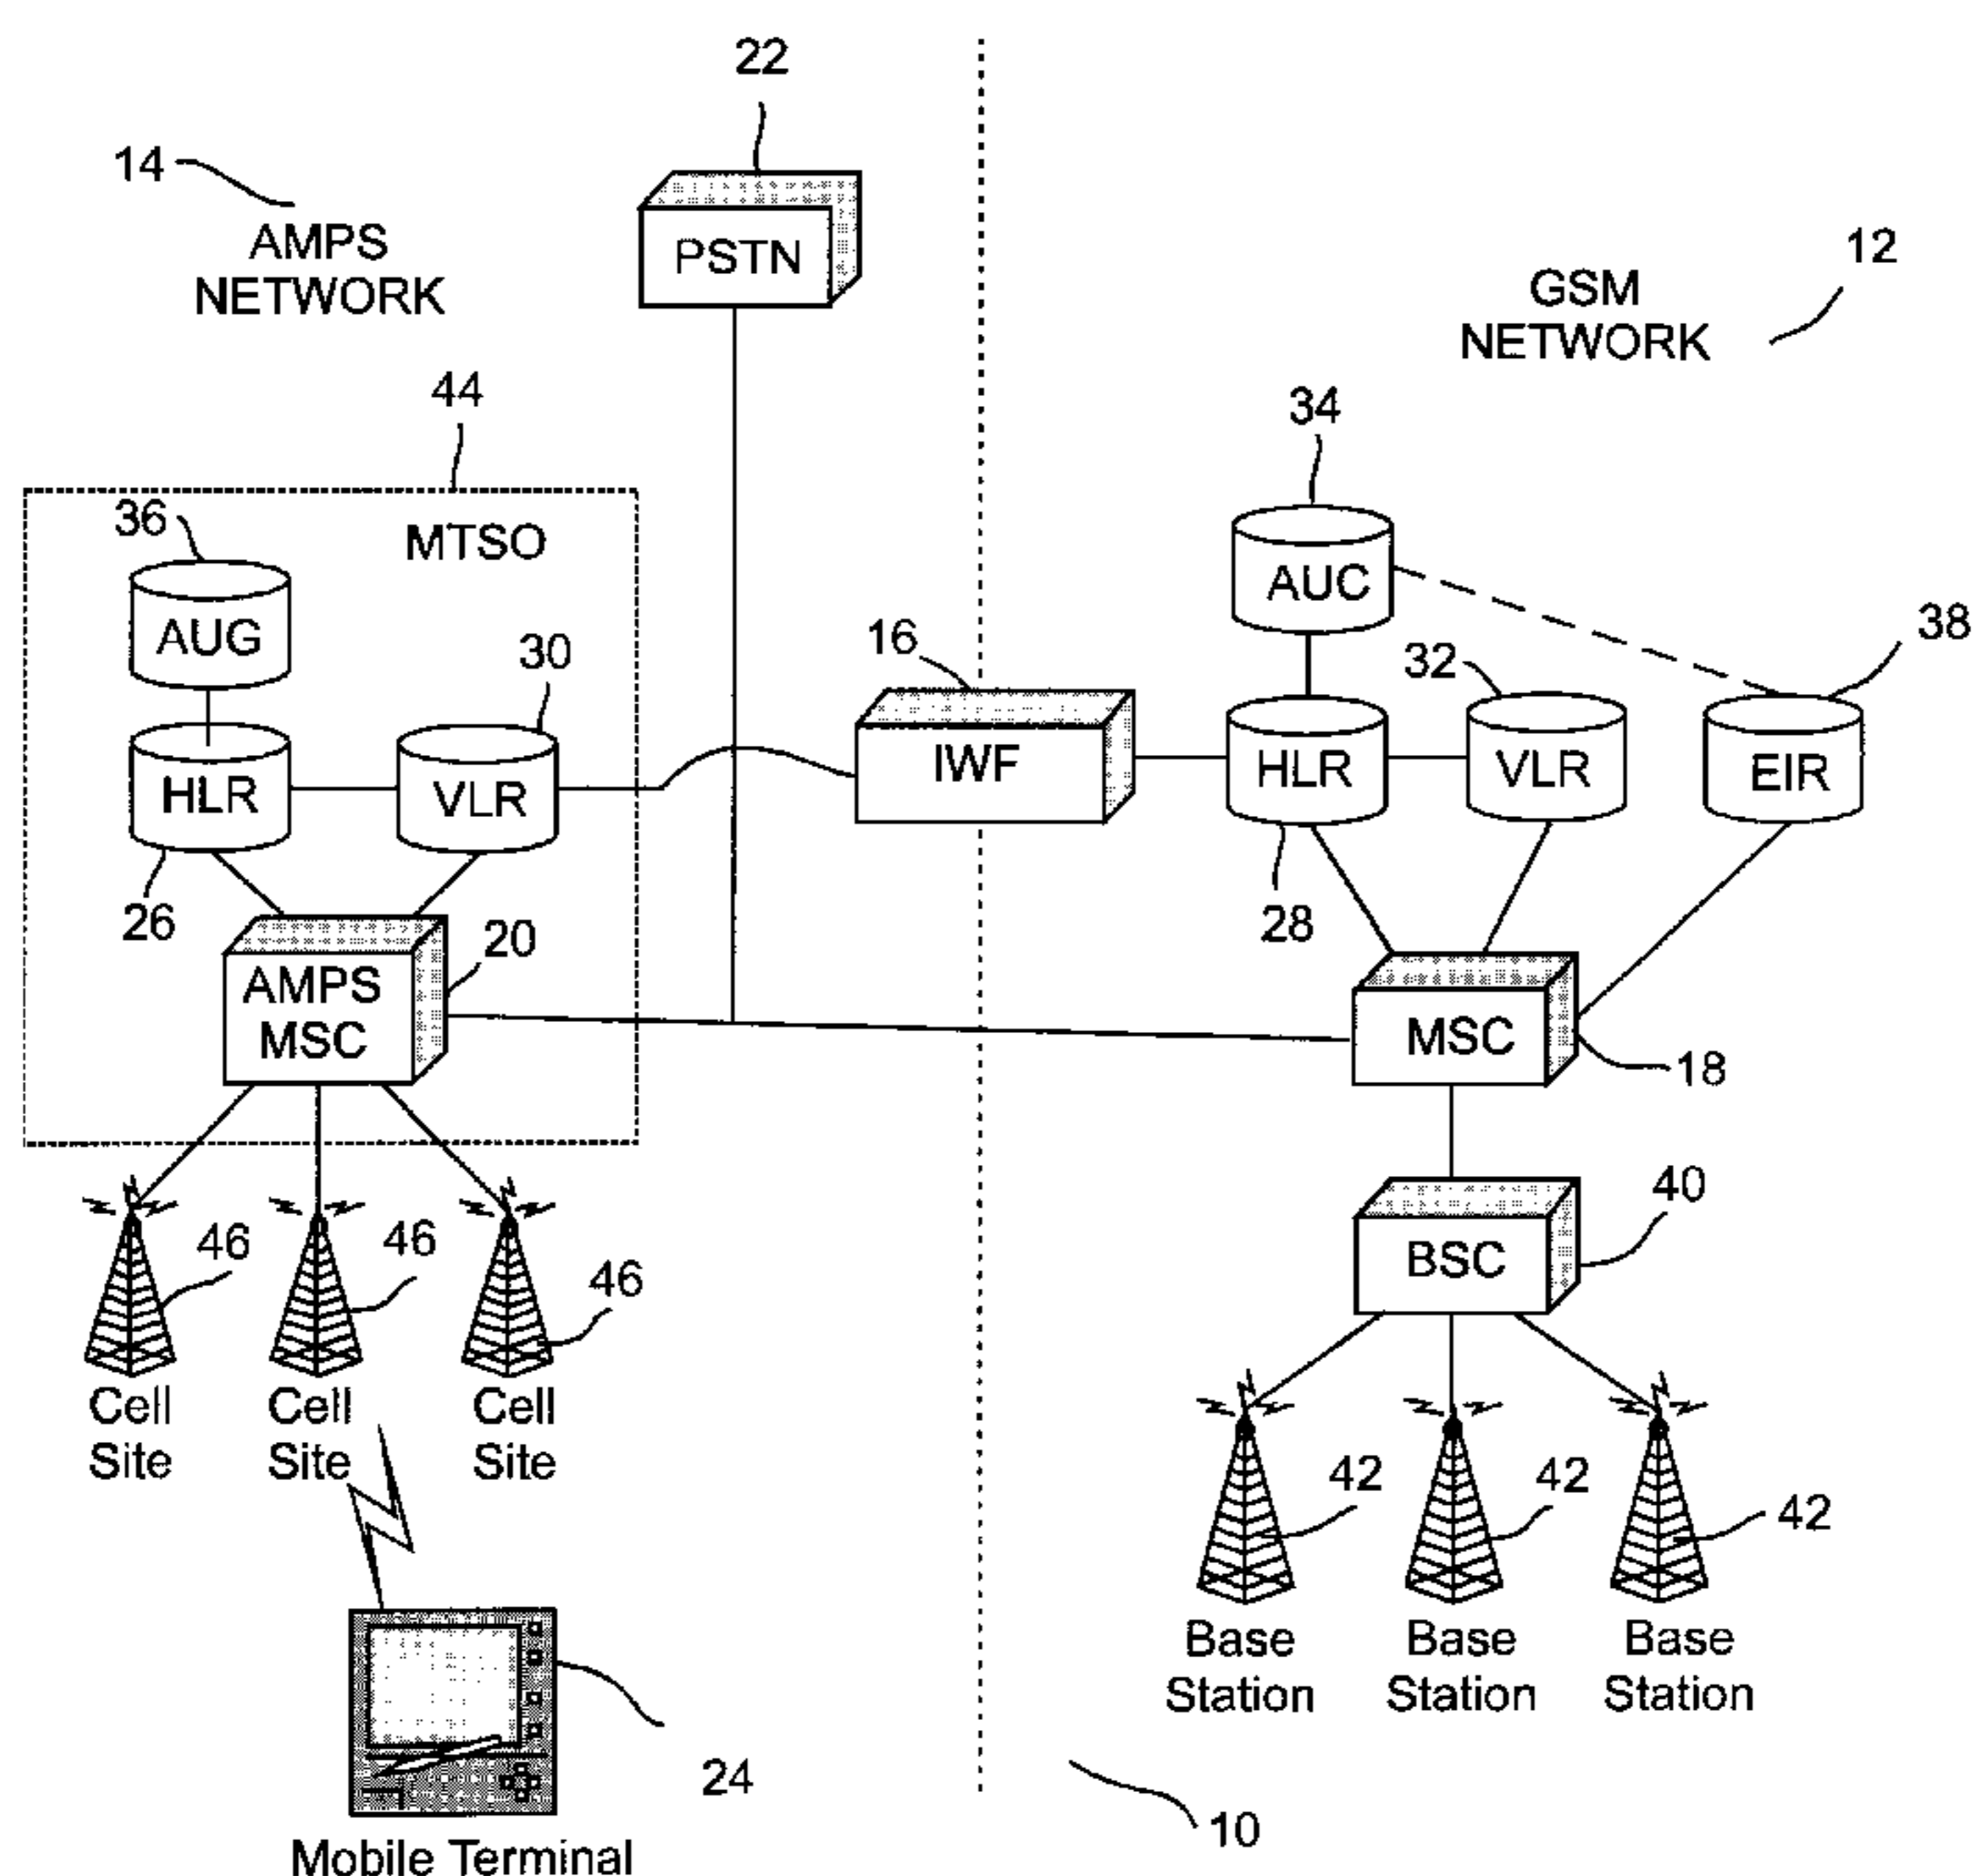 22
14
AMPS
NETWORK
PSTN
12
GSM
NETWORK
44
34
36
MTSO
AUC
AUG
30
16
32
38
HLR
VLR
IWF
HLR
VLR
EIR
26
20
28
AMPS
MSC
MSC
18
40
46
46
46
BSC
Cell
Site
Cell
Site
Cell
Site
42
42
42
Base
Station
Base
Station
Base
Station
24
10
Mobile Terminal